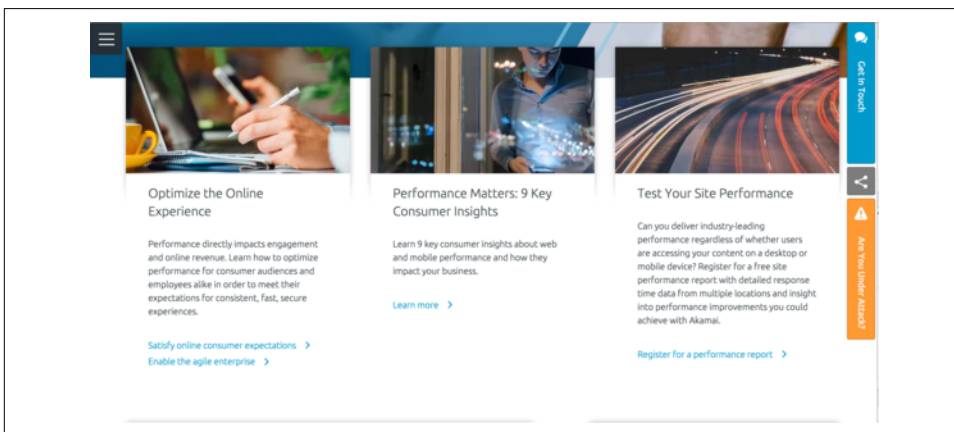 Optimize the Online
Experience
Performance directly impacts engagement
and online revenue. Learn how to optimize
performance for consumer audiences and
employees alike in order to meet their
expectations for consistent, fast, secure
experiences.
Satisfy online consumer expectations >
Enable the agile enterprise >
Performance Matters: 9 Key
Consumer Insights
Learn 9 key consumer insights about web
and mobile performance and how they
impact your business.
Learn more >
Test Your Site Performance
Can you deliver industry-leading
performance regardless of whether users
are accessing your content on a desktop or
mobile device? Register for a free site
performance report with detailed response
time data from multiple locations and insight
into performance improvements you could
achieve with Akamai.
Register for a performance report >
Get In Touch
Are You Under Attack?